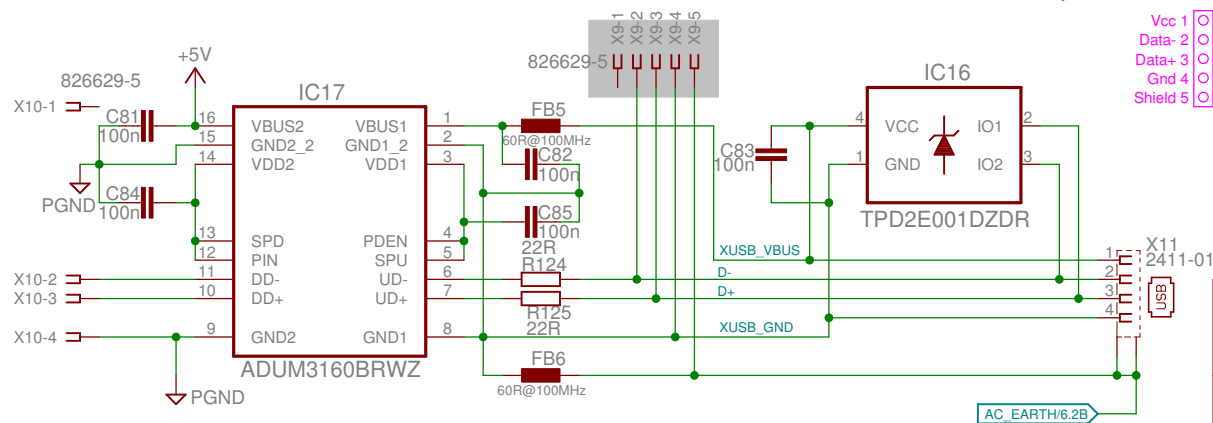 Vcc 1
Data- 2
Data+ 3
Gnd 4
Shield 5
X9-1
X9-2
X9-3
X9-4
X9-5
826629-5
+5V
826629-5
X10-1
C81
100n
PGND
C84
100n
X10-2
X10-3
X10-4
PGND
IC17
16 VBUS2 VBUS1 1
15 GND2_2 GND1_2 2
14 VDD2 VDD1 3
13 SPD PDEN 4
12 PIN SPU 5
11 DD- UD- 6
10 DD+ UD+ 7
9 GND2 GND1 8
ADUM3160BRWZ
FB5
60R@100MHz
C82
100n
C85
100n
22R
R124
R125
22R
FB6
60R@100MHz
C83
100n
IC16
4 VCC IO1 2
1 GND IO2 3
TPD2E001DZDR
XUSB_VBUS
D-
D+
XUSB_GND
X11
2411-01
1
2
3
4
USB
AC_EARTH/6.2B